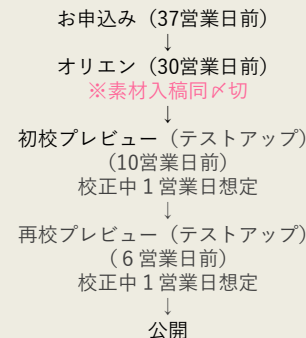 お申込み（37営業日前）
↓
オリエン（30営業日前）
※素材入稿同〆切
↓
初校プレビュー（テストアップ）
（10営業日前）
校正中１営業日想定
↓
再校プレビュー（テストアップ）
（６営業日前）
校正中１営業日想定
↓
公開